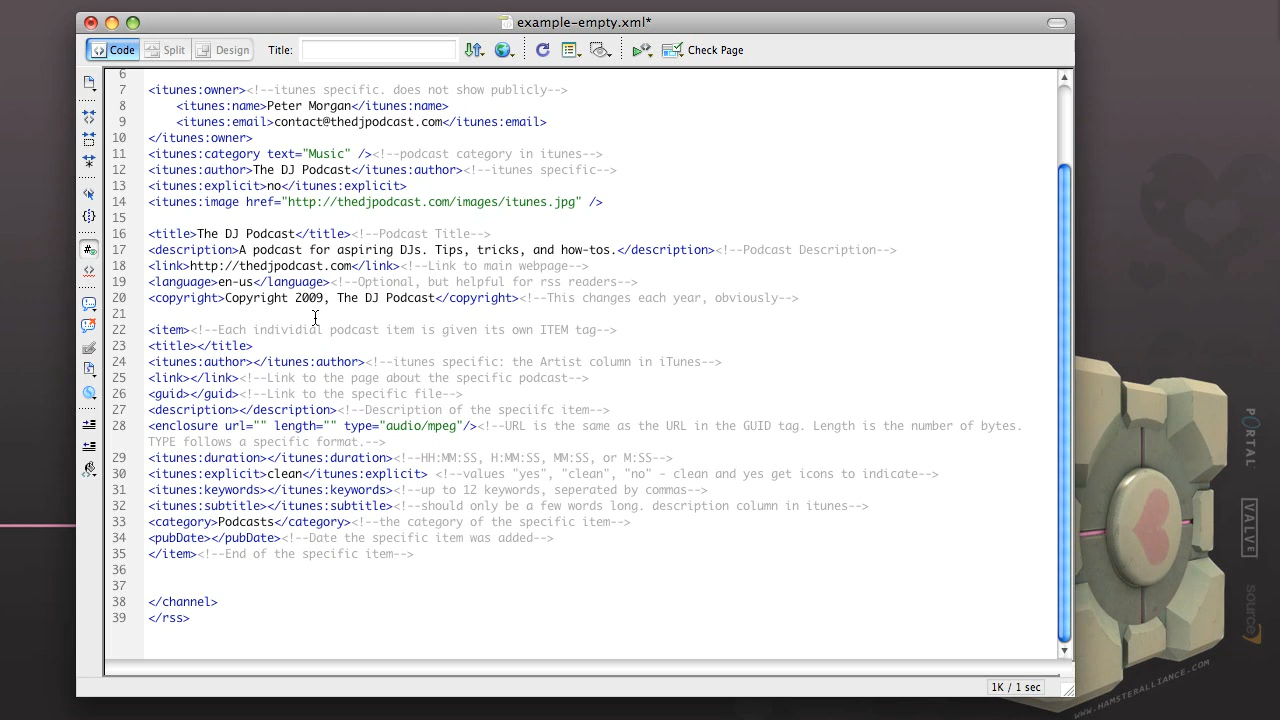 example-empty.xml*
Code Split Design Title: Check Page
6
7 <itunes:owner><!--itunes specific. does not show publicly-->
8 <itunes:name>Peter Morgan</itunes:name>
9 <itunes:email>contact@thedjpodcast.com</itunes:email>
10 </itunes:owner>
11 <itunes:category text="Music" /><!--podcast category in itunes-->
12 <itunes:author>The DJ Podcast</itunes:author><!--itunes specific-->
13 <itunes:explicit>no</itunes:explicit>
14 <itunes:image href="http://thedjpodcast.com/images/itunes.jpg" />
15
16 <title>The DJ Podcast</title><!--Podcast Title-->
17 <description>A podcast for aspiring DJs. Tips, tricks, and how-tos.</description><!--Podcast Description-->
18 <link>http://thedjpodcast.com</link><!--Link to main webpage-->
19 <language>en-us</language><!--Optional, but helpful for rss readers-->
20 <copyright>Copyright 2009, The DJ Podcast</copyright><!--This changes each year, obviously-->
21
22 <item><!--Each individial podcast item is given its own ITEM tag-->
23 <title></title>
24 <itunes:author></itunes:author><!--itunes specific: the Artist column in iTunes-->
25 <link></link><!--Link to the page about the specific podcast-->
26 <guid></guid><!--Link to the specific file-->
27 <description></description><!--Description of the speciifc item-->
28 <enclosure url="" length="" type="audio/mpeg"/><!--URL is the same as the URL in the GUID tag. Length is the number of bytes.
TYPE follows a specific format.-->
29 <itunes:duration></itunes:duration><!--HH:MM:SS, H:MM:SS, MM:SS, or M:SS-->
30 <itunes:explicit>clean</itunes:explicit> <!--values "yes", "clean", "no" - clean and yes get icons to indicate-->
31 <itunes:keywords></itunes:keywords><!--up to 12 keywords, seperated by commas-->
32 <itunes:subtitle></itunes:subtitle><!--should only be a few words long. description column in itunes-->
33 <category>Podcasts</category><!--the category of the specific item-->
34 <pubDate></pubDate><!--Date the specific item was added-->
35 </item><!--End of the specific item-->
36
37
38 </channel>
39 </rss>
1K / 1 sec
PORTAL
VALVE
source
WWW.HAMSTERALLIANCE.COM